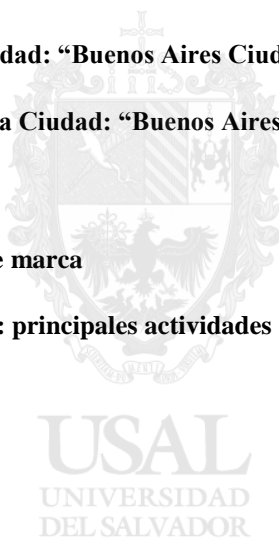 dad: “Buenos Aires Ciud
a Ciudad: “Buenos Aires
e marca
: principales actividades
USAL
UNIVERSIDAD
DEL SALVADOR